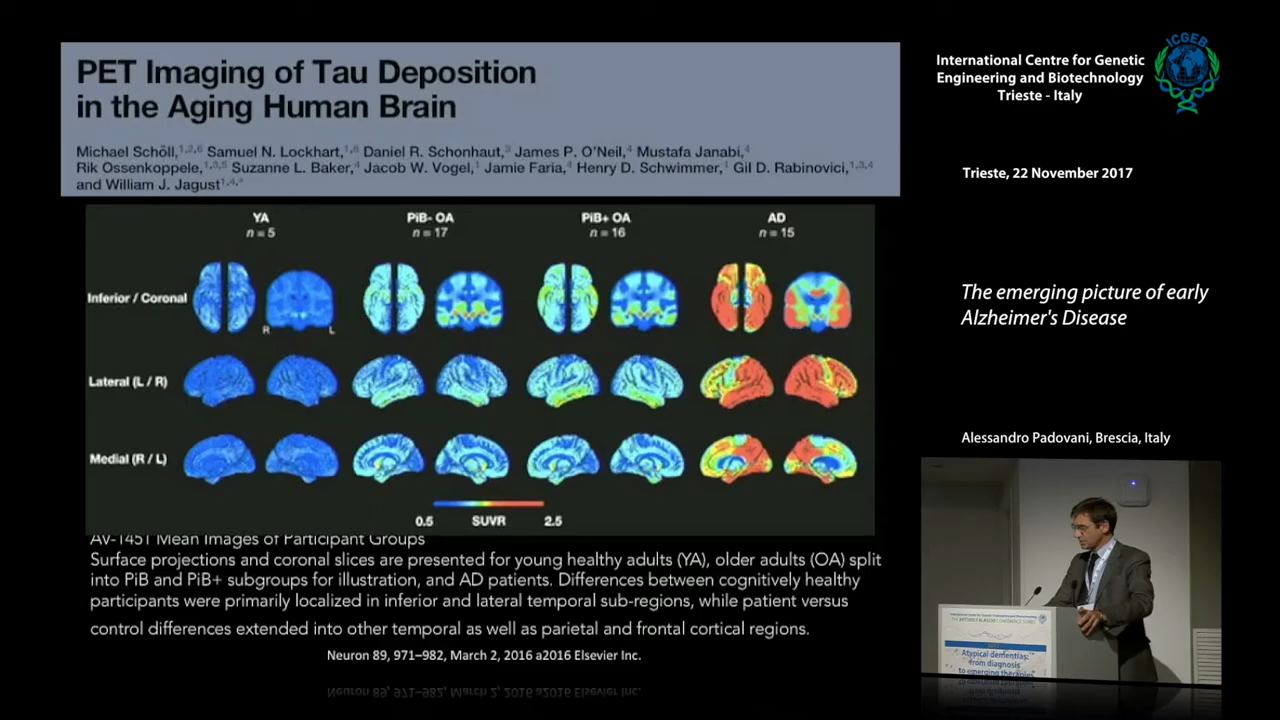 PET Imaging of Tau Deposition
in the Aging Human Brain
Michael Schöll,1,2,6 Samuel N. Lockhart,1,6 Daniel R. Schonhaut,3 James P. O'Neil,4 Mustafa Janabi,4
Rik Ossenkoppele,1,3,5 Suzanne L. Baker,4 Jacob W. Vogel,1 Jamie Faria,4 Henry D. Schwimmer,1 Gil D. Rabinovici,1,3,4
and William J. Jagust1,4,*
YA PiB- OA PiB+ OA AD
n = 5 n = 17 n = 16 n = 15
Inferior / Coronal
R L
Lateral (L / R)
Medial (R / L)
0.5 SUVR 2.5
AV-1451 Mean Images of Participant Groups
Surface projections and coronal slices are presented for young healthy adults (YA), older adults (OA) split
into PiB and PiB+ subgroups for illustration, and AD patients. Differences between cognitively healthy
participants were primarily localized in inferior and lateral temporal sub-regions, while patient versus
control differences extended into other temporal as well as parietal and frontal cortical regions.
Neuron 89, 971–982, March 2, 2016 a2016 Elsevier Inc.
International Centre for Genetic
Engineering and Biotechnology
Trieste - Italy
ICGEB
Trieste, 22 November 2017
The emerging picture of early
Alzheimer's Disease
Alessandro Padovani, Brescia, Italy
Atypical dementias:
from diagnosis
to emerging therapies